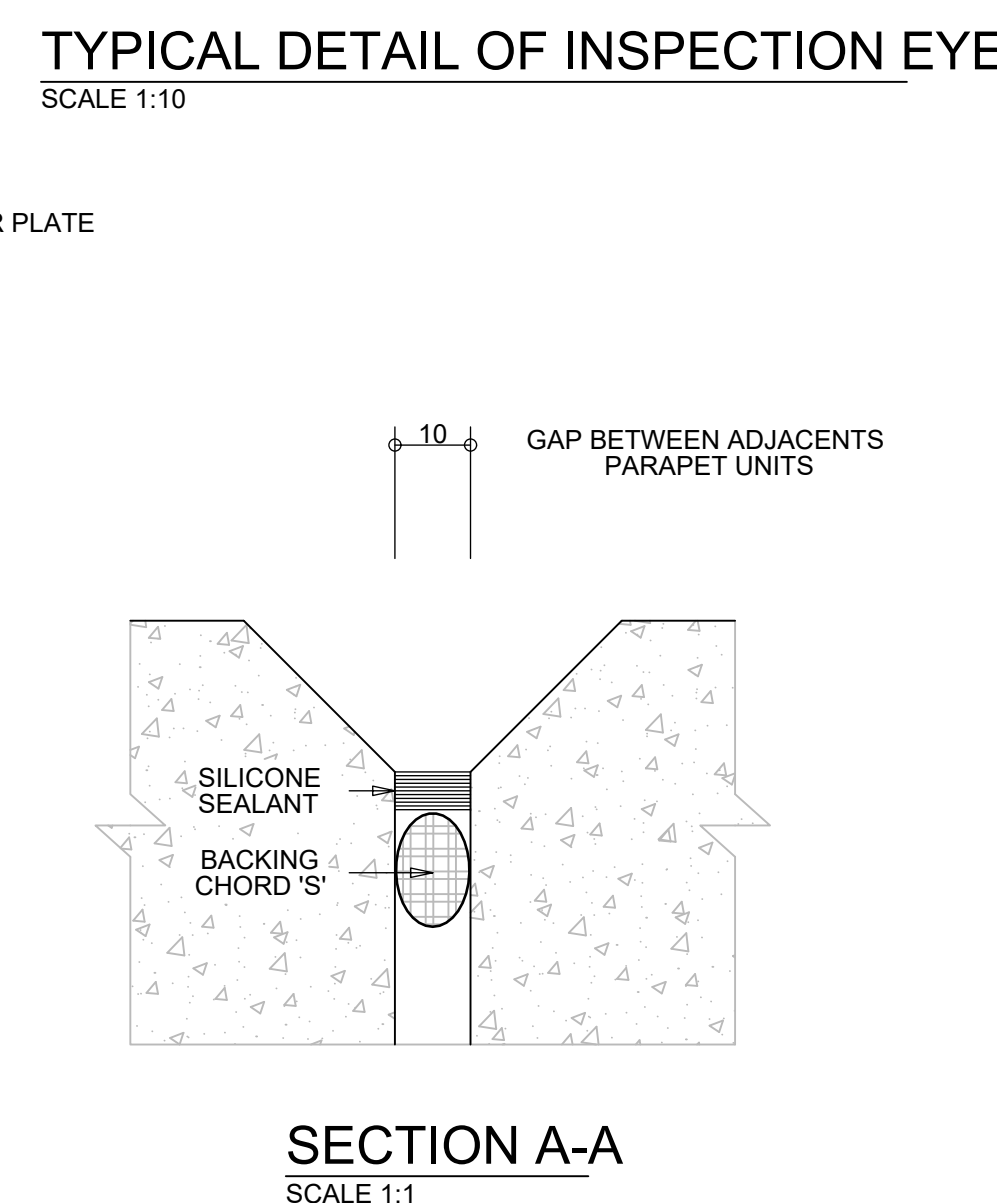 TYPICAL DETAIL OF INSPECTION EYE
SCALE 1:10
R PLATE
10
GAP BETWEEN ADJACENTS
PARAPET UNITS
SILICONE
SEALANT
BACKING
CHORD 'S'
SECTION A-A
SCALE 1:1